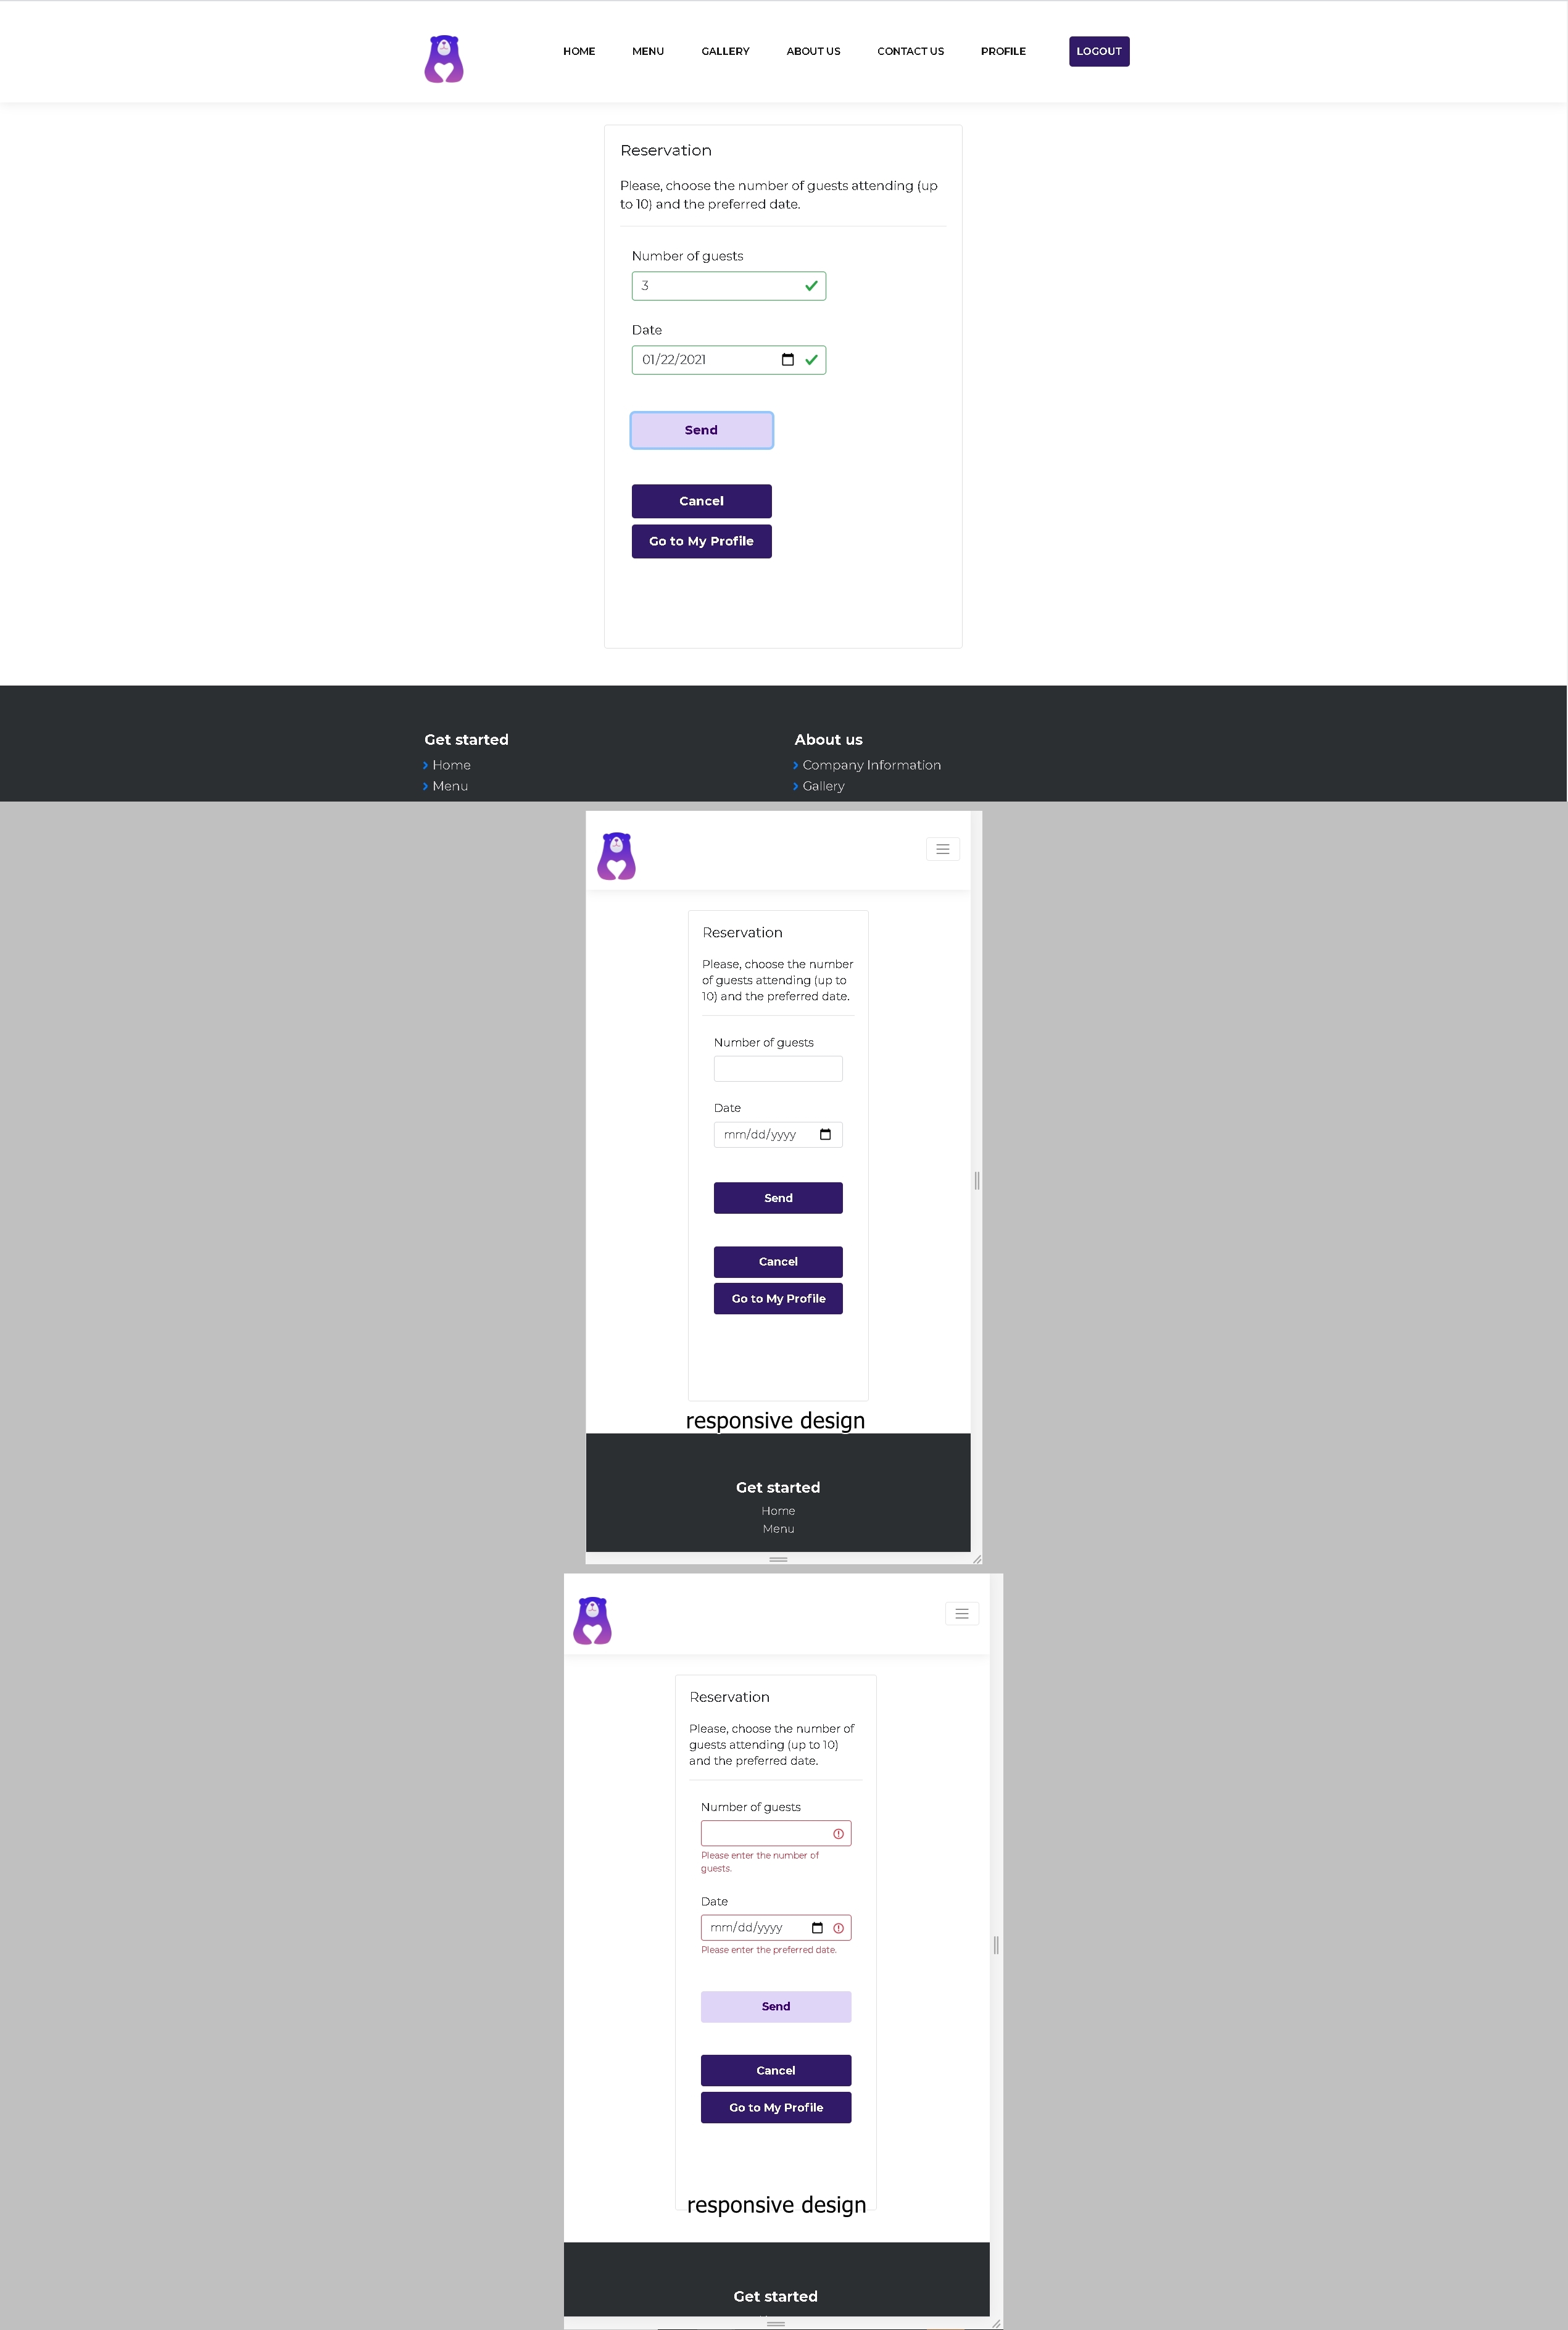 HOME MENU GALLERY ABOUT US CONTACT US PROFILE LOGOUT
Reservation
Please, choose the number of guests attending (up
to 10) and the preferred date.
Number of guests
3
Date
01/22/2021
Send
Cancel
Go to My Profile
Get started
Home
Menu
About us
Company Information
Gallery
Reservation
Please, choose the number
of guests attending (up to
10) and the preferred date.
Number of guests
Date
mm/dd/yyyy
Send
Cancel
Go to My Profile
responsive design
Get started
Home
Menu
Reservation
Please, choose the number of
guests attending (up to 10)
and the preferred date.
Number of guests
Please enter the number of
guests.
Date
mm/dd/yyyy
Please enter the preferred date.
Send
Cancel
Go to My Profile
responsive design
Get started